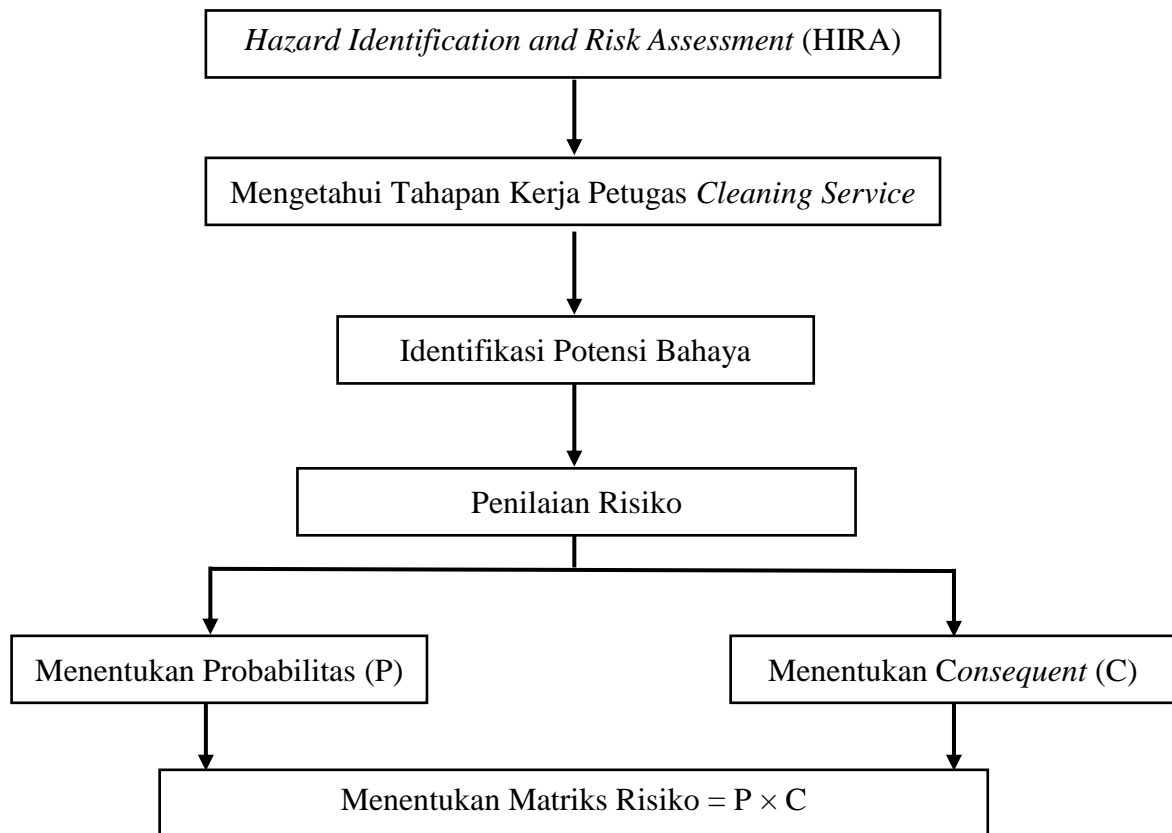 Hazard Identification and Risk Assessment (HIRA)
Mengetahui Tahapan Kerja Petugas Cleaning Service
Identifikasi Potensi Bahaya
Penilaian Risiko
Menentukan Probabilitas (P)
Menentukan Consequent (C)
Menentukan Matriks Risiko = P × C